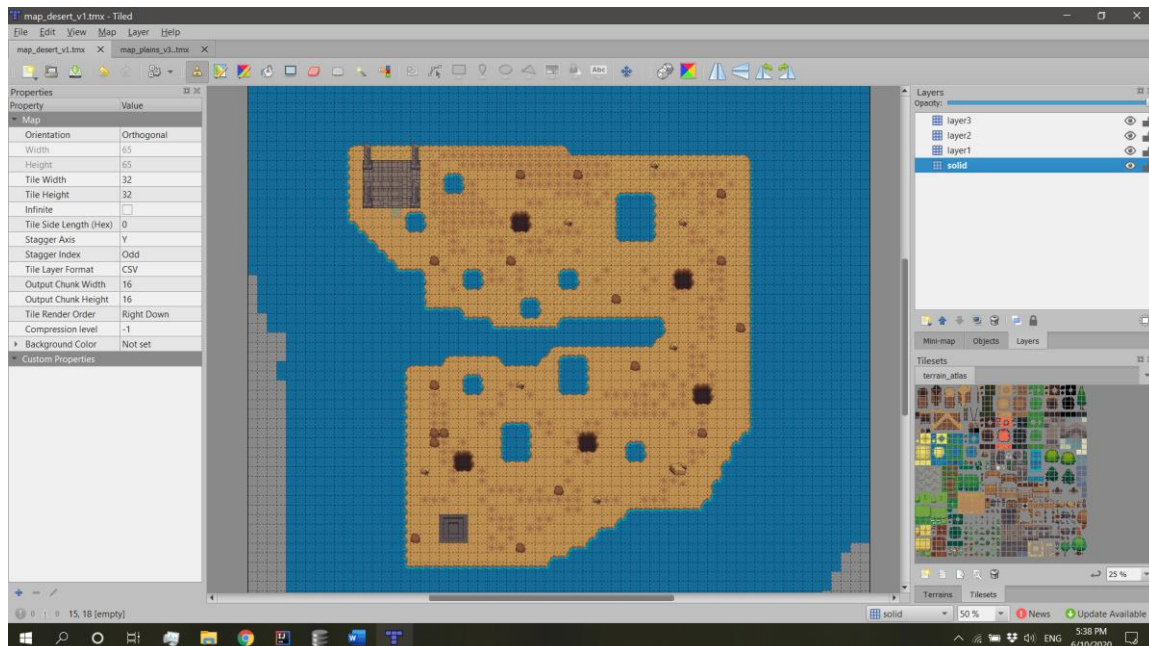 map_desert_v1.tmx - Tiled
File Edit View Map Layer Help
map_desert_v1.tmx
map_plains_v3..tmx
Abc
Properties
Property Value
Map
Orientation Orthogonal
Width 65
Height 65
Tile Width 32
Tile Height 32
Infinite
Tile Side Length (Hex) 0
Stagger Axis Y
Stagger Index Odd
Tile Layer Format CSV
Output Chunk Width 16
Output Chunk Height 16
Tile Render Order Right Down
Compression level -1
Background Color Not set
Custom Properties
Layers
Opacity:
layer3
layer2
layer1
solid
Mini-map Objects Layers
Tilesets
terrain_atlas
25 %
Terrains Tilesets
0 0 15, 18 [empty]
solid 50 % News Update Available
ENG
5:38 PM
6/10/2020